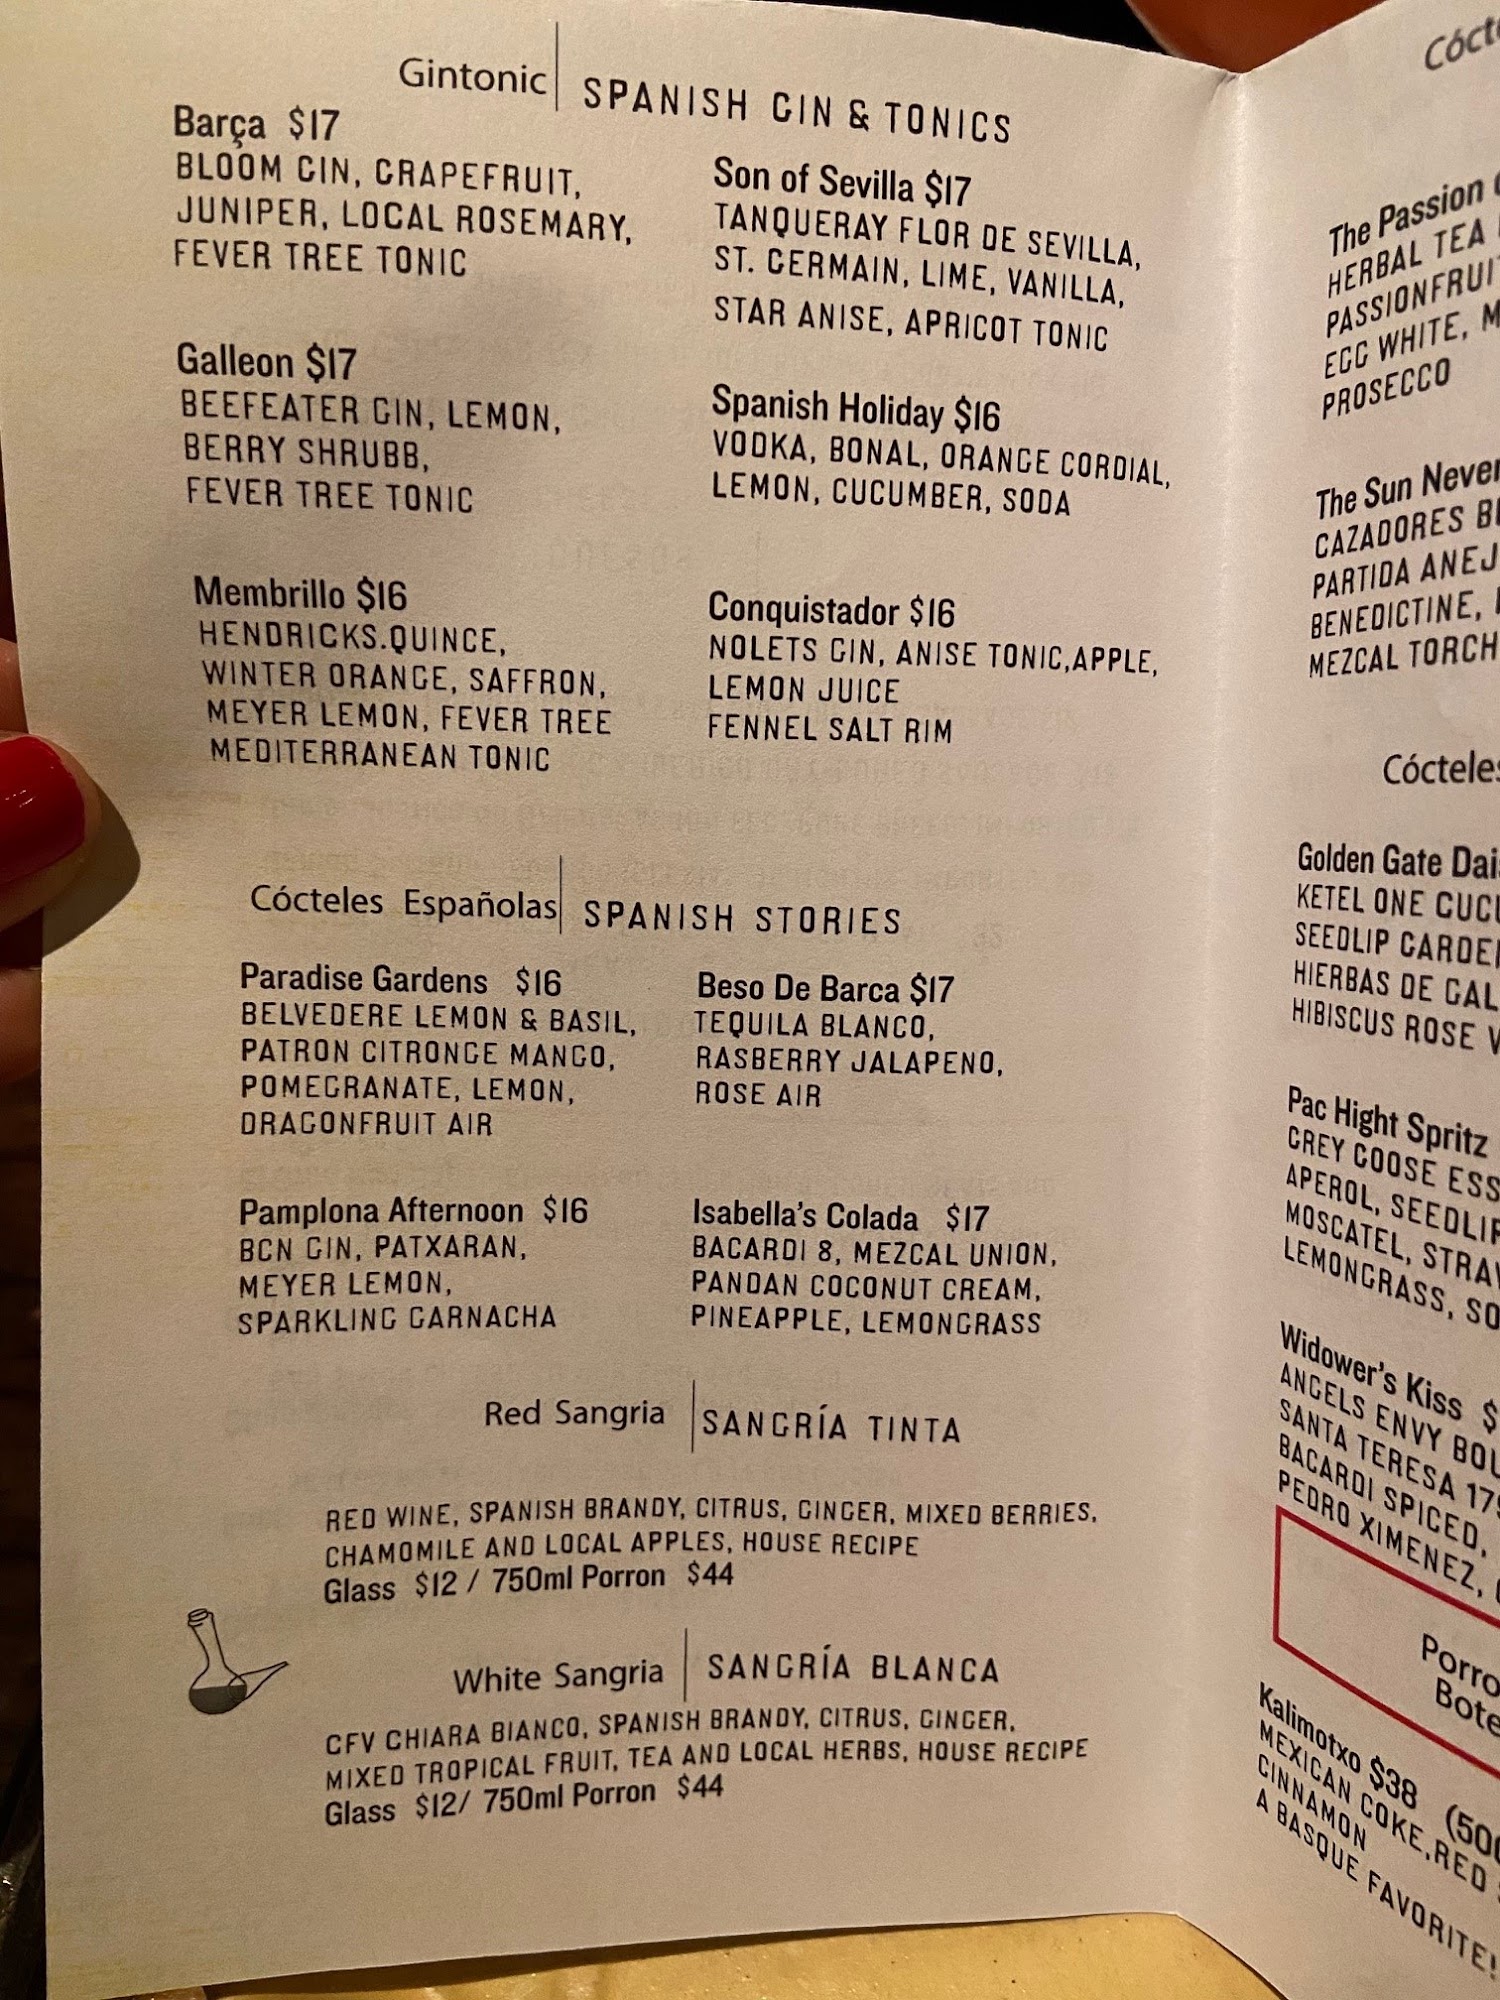 Gintonic | SPANISH GIN & TONICS
Barça $17
BLOOM GIN, GRAPEFRUIT,
JUNIPER, LOCAL ROSEMARY,
FEVER TREE TONIC
Galleon $17
BEEFEATER GIN, LEMON,
BERRY SHRUBB,
FEVER TREE TONIC
Membrillo $16
HENDRICKS.QUINCE,
WINTER ORANGE, SAFFRON,
MEYER LEMON, FEVER TREE
MEDITERRANEAN TONIC
Son of Sevilla $17
TANQUERAY FLOR DE SEVILLA,
ST. GERMAIN, LIME, VANILLA,
STAR ANISE, APRICOT TONIC
Spanish Holiday $16
VODKA, BONAL, ORANGE CORDIAL,
LEMON, CUCUMBER, SODA
Conquistador $16
NOLETS GIN, ANISE TONIC,APPLE,
LEMON JUICE
FENNEL SALT RIM
Cócteles Españolas | SPANISH STORIES
Paradise Gardens $16
BELVEDERE LEMON & BASIL,
PATRON CITRONGE MANGO,
POMEGRANATE, LEMON,
DRAGONFRUIT AIR
Beso De Barca $17
TEQUILA BLANCO,
RASBERRY JALAPENO,
ROSE AIR
Pamplona Afternoon $16
BCN GIN, PATXARAN,
MEYER LEMON,
SPARKLING GARNACHA
Isabella's Colada $17
BACARDI 8, MEZCAL UNION,
PANDAN COCONUT CREAM,
PINEAPPLE, LEMONGRASS
Red Sangria | SANGRÍA TINTA
RED WINE, SPANISH BRANDY, CITRUS, GINGER, MIXED BERRIES,
CHAMOMILE AND LOCAL APPLES, HOUSE RECIPE
Glass $12 / 750ml Porron $44
White Sangria | SANGRÍA BLANCA
CFV CHIARA BIANCO, SPANISH BRANDY, CITRUS, GINGER,
MIXED TROPICAL FRUIT, TEA AND LOCAL HERBS, HOUSE RECIPE
Glass $12/ 750ml Porron $44
The Passion
HERBAL TEA
EGG WHITE,
PROSECCO
The Sun Never
CAZADORES
PARTIDA
BENEDICTINE,
MEZCAL TORCH
Cócteles
Golden Gate
KETEL ONE
SEEDLIP
HIERBAS DE
HIBISCUS ROSE
Pac Hight Spritz
GREY GOOSE
APEROL,
MOSCATEL,
LEMONGRASS,
Widower's Kiss
ANGELS ENVY
SANTA TERESA
BACARDI SPICED,
PEDRO XIMENEZ,
Kalimotxo $38
MEXICAN COKE,RED
CINNAMON
A BASQUE FAVORITE!